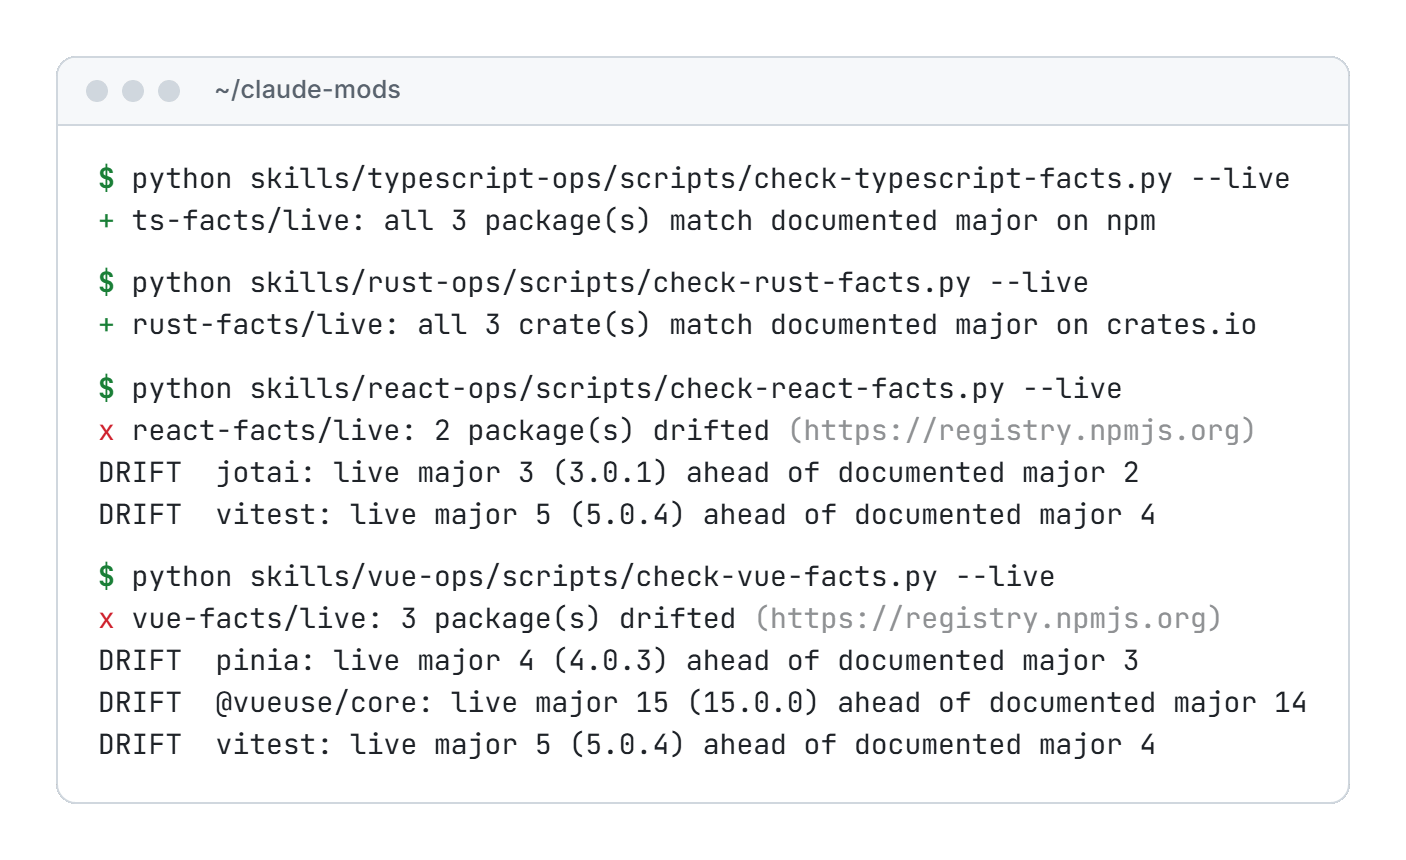 ~/claude-mods
$ python skills/typescript-ops/scripts/check-typescript-facts.py --live
+ ts-facts/live: all 3 package(s) match documented major on npm
$ python skills/rust-ops/scripts/check-rust-facts.py --live
+ rust-facts/live: all 3 crate(s) match documented major on crates.io
$ python skills/react-ops/scripts/check-react-facts.py --live
x react-facts/live: 2 package(s) drifted (https://registry.npmjs.org)
DRIFT  jotai: live major 3 (3.0.1) ahead of documented major 2
DRIFT  vitest: live major 5 (5.0.4) ahead of documented major 4
$ python skills/vue-ops/scripts/check-vue-facts.py --live
x vue-facts/live: 3 package(s) drifted (https://registry.npmjs.org)
DRIFT  pinia: live major 4 (4.0.3) ahead of documented major 3
DRIFT  @vueuse/core: live major 15 (15.0.0) ahead of documented major 14
DRIFT  vitest: live major 5 (5.0.4) ahead of documented major 4